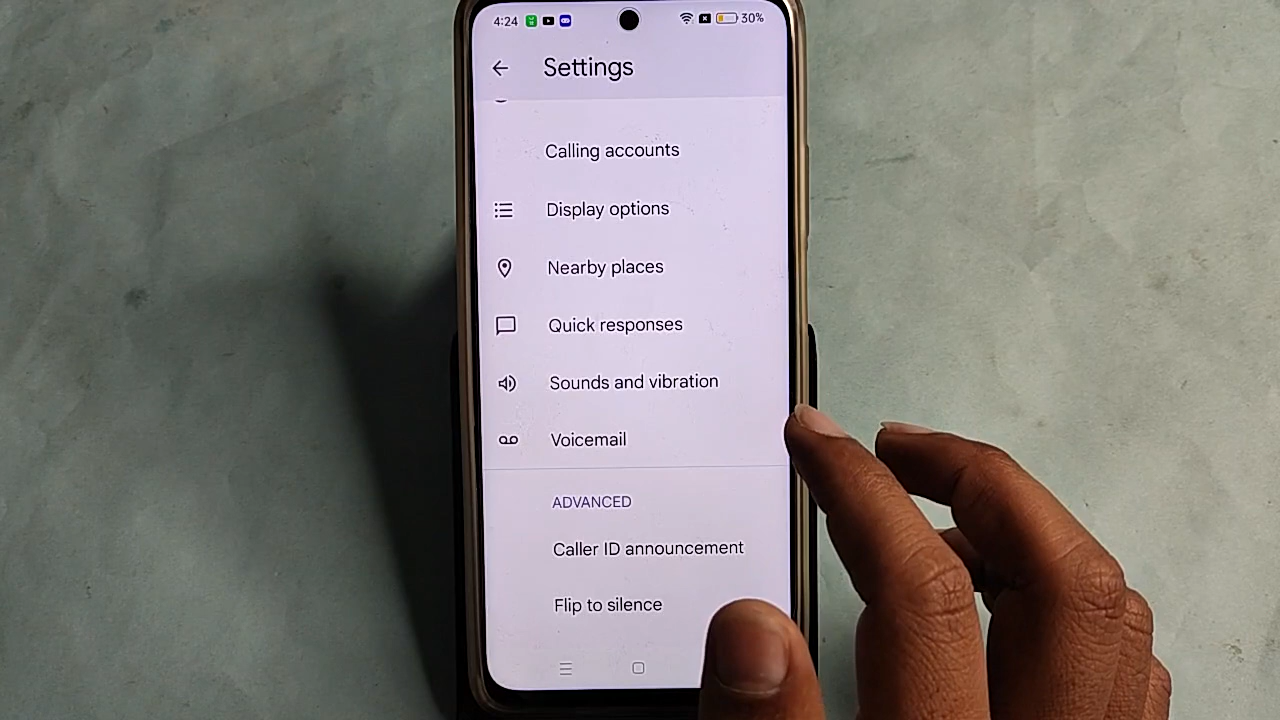 4:24 30%
Settings
Calling accounts
Display options
Nearby places
Quick responses
Sounds and vibration
Voicemail
ADVANCED
Caller ID announcement
Flip to silence